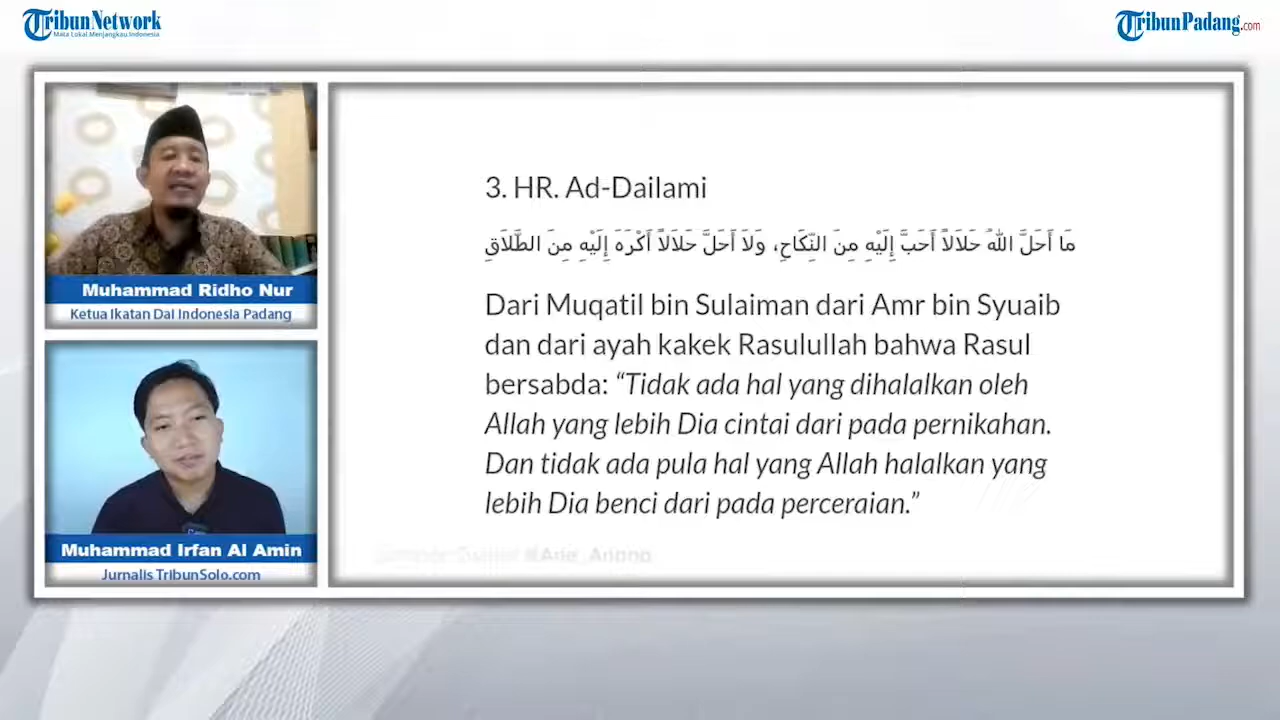 TribunNetwork
Mata Lokal Menjangkau Indonesia
TribunPadang.com
Muhammad Ridho Nur
Ketua Ikatan Dai Indonesia Padang
Muhammad Irfan Al Amin
Jurnalis TribunSolo.com
3. HR. Ad-Dailami
مَا أَحَلَّ اللهُ حَلَالاً أَحَبَّ إِلَيْهِ مِنَ النِّكَاحِ، وَلاَ أَحَلَّ حَلَالاً أَكْرَهَ إِلَيْهِ مِنَ الطَّلَاقِ
Dari Muqatil bin Sulaiman dari Amr bin Syuaib
dan dari ayah kakek Rasulullah bahwa Rasul
bersabda: “Tidak ada hal yang dihalalkan oleh
Allah yang lebih Dia cintai dari pada pernikahan.
Dan tidak ada pula hal yang Allah halalkan yang
lebih Dia benci dari pada perceraian.”